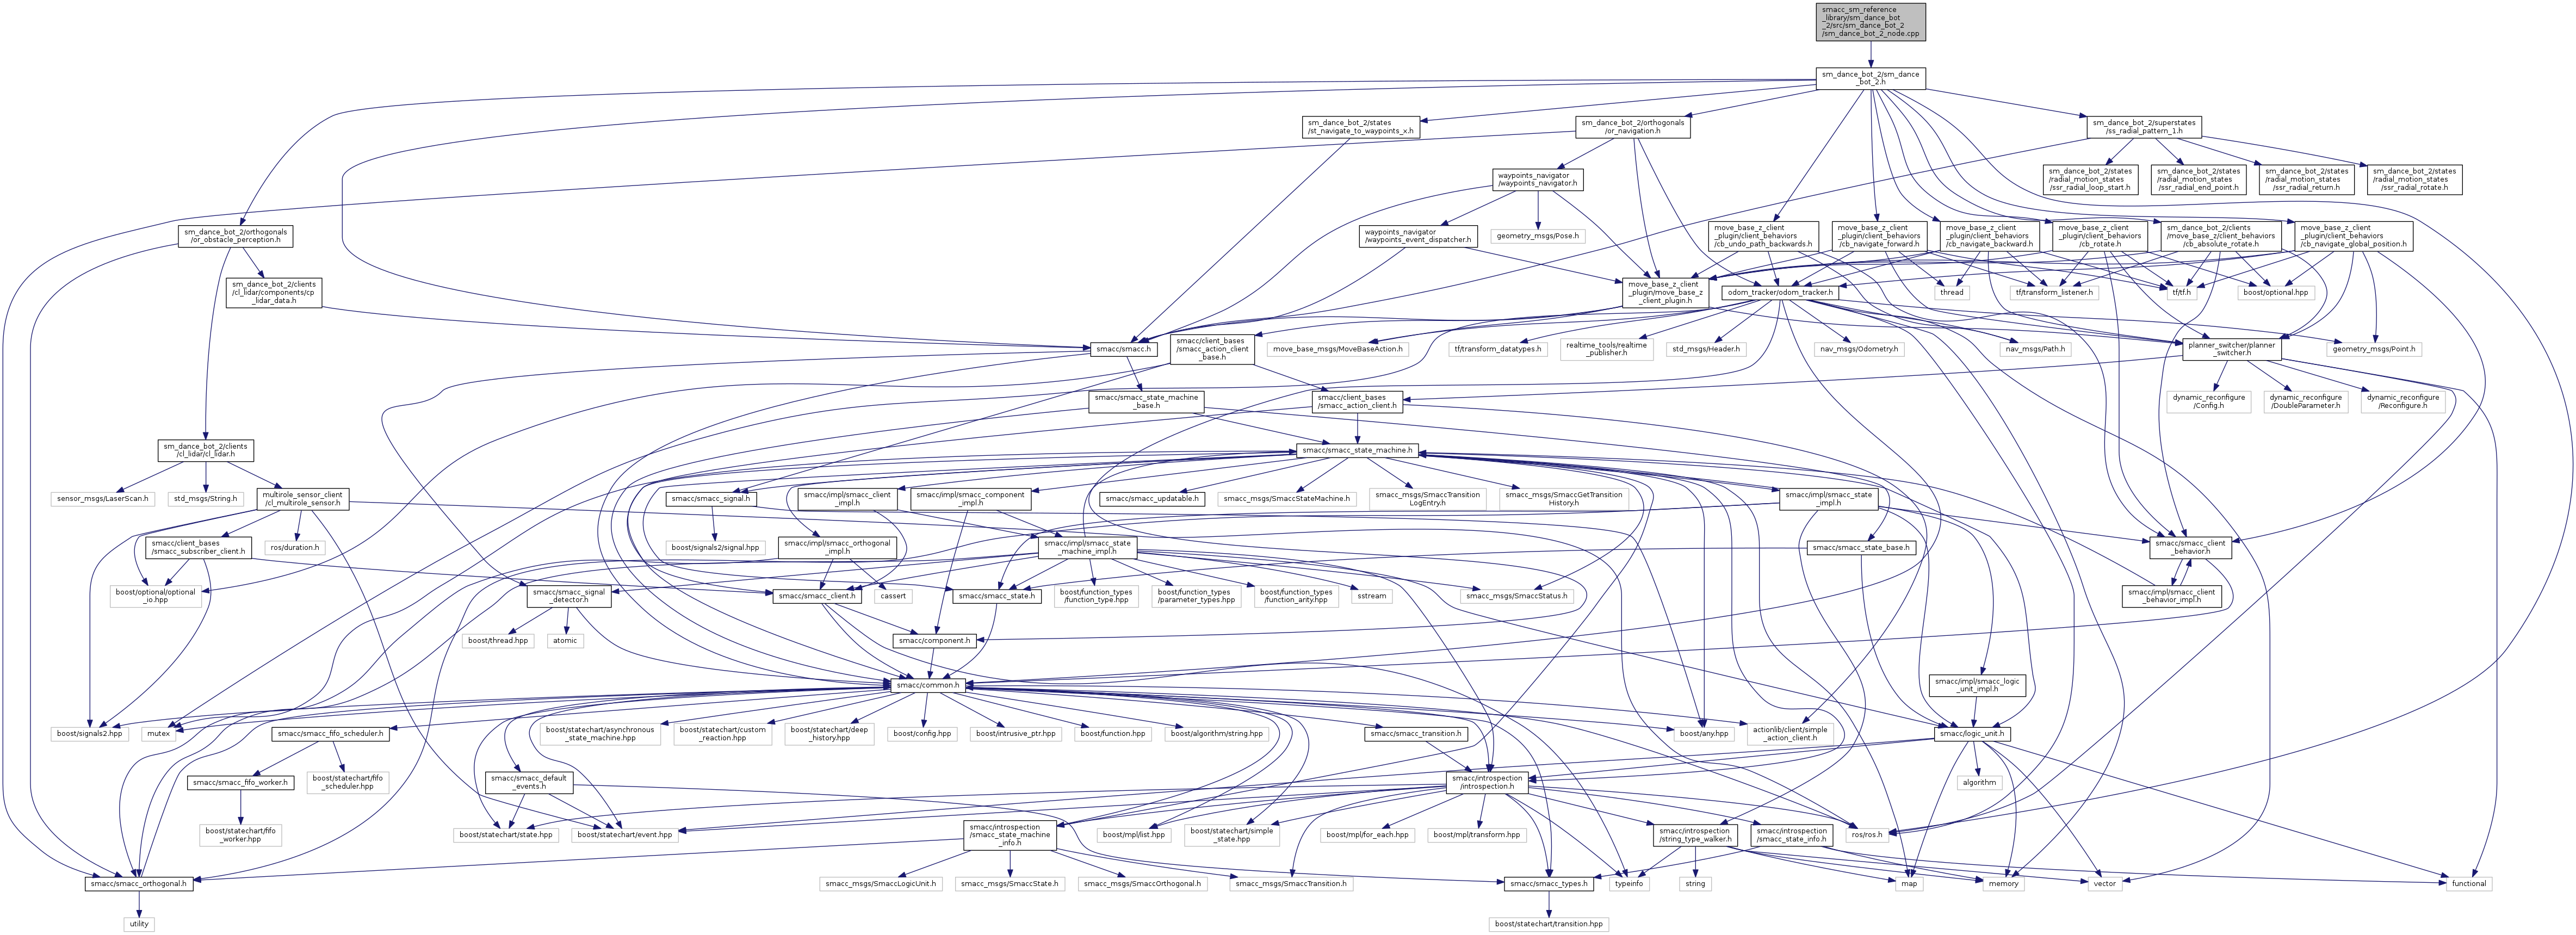 smacc_sm_reference
_library/sm_dance_bot
_2/src/sm_dance_bot_2
/sm_dance_bot_2_node.cpp
sm_dance_bot_2/sm_dance
_bot_2.h
sm_dance_bot_2/states
/st_navigate_to_waypoints_x.h
sm_dance_bot_2/orthogonals
/or_navigation.h
sm_dance_bot_2/superstates
/ss_radial_pattern_1.h
waypoints_navigator
/waypoints_navigator.h
sm_dance_bot_2/states
/radial_motion_states
/ssr_radial_loop_start.h
sm_dance_bot_2/states
/radial_motion_states
/ssr_radial_end_point.h
sm_dance_bot_2/states
/radial_motion_states
/ssr_radial_return.h
sm_dance_bot_2/states
/radial_motion_states
/ssr_radial_rotate.h
sm_dance_bot_2/orthogonals
/or_obstacle_perception.h
waypoints_navigator
/waypoints_event_dispatcher.h
geometry_msgs/Pose.h
move_base_z_client
_plugin/client_behaviors
/cb_undo_path_backwards.h
move_base_z_client
_plugin/client_behaviors
/cb_navigate_forward.h
move_base_z_client
_plugin/client_behaviors
/cb_navigate_backward.h
move_base_z_client
_plugin/client_behaviors
/cb_rotate.h
sm_dance_bot_2/clients
/move_base_z/client_behaviors
/cb_absolute_rotate.h
move_base_z_client
_plugin/client_behaviors
/cb_navigate_global_position.h
sm_dance_bot_2/clients
/cl_lidar/components/cp
_lidar_data.h
move_base_z_client
_plugin/move_base_z
_client_plugin.h
odom_tracker/odom_tracker.h
thread
tf/transform_listener.h
tf/tf.h
boost/optional.hpp
smacc/smacc.h
smacc/client_bases
/smacc_action_client
_base.h
move_base_msgs/MoveBaseAction.h
tf/transform_datatypes.h
realtime_tools/realtime
_publisher.h
std_msgs/Header.h
nav_msgs/Odometry.h
nav_msgs/Path.h
planner_switcher/planner
_switcher.h
geometry_msgs/Point.h
smacc/smacc_state_machine
_base.h
smacc/client_bases
/smacc_action_client.h
dynamic_reconfigure
/Config.h
dynamic_reconfigure
/DoubleParameter.h
dynamic_reconfigure
/Reconfigure.h
sm_dance_bot_2/clients
/cl_lidar/cl_lidar.h
smacc/smacc_state_machine.h
sensor_msgs/LaserScan.h
std_msgs/String.h
multirole_sensor_client
/cl_multirole_sensor.h
smacc/smacc_signal.h
smacc/impl/smacc_client
_impl.h
smacc/impl/smacc_component
_impl.h
smacc/smacc_updatable.h
smacc_msgs/SmaccStateMachine.h
smacc_msgs/SmaccTransition
LogEntry.h
smacc_msgs/SmaccGetTransition
History.h
smacc/impl/smacc_state
_impl.h
smacc/client_bases
/smacc_subscriber_client.h
ros/duration.h
boost/signals2/signal.hpp
smacc/impl/smacc_orthogonal
_impl.h
smacc/impl/smacc_state
_machine_impl.h
smacc/smacc_state_base.h
smacc/smacc_client
_behavior.h
boost/optional/optional
_io.hpp
smacc/smacc_signal
_detector.h
smacc/smacc_client.h
cassert
smacc/smacc_state.h
boost/function_types
/function_type.hpp
boost/function_types
/parameter_types.hpp
boost/function_types
/function_arity.hpp
sstream
smacc_msgs/SmaccStatus.h
smacc/impl/smacc_client
_behavior_impl.h
boost/thread.hpp
atomic
smacc/component.h
smacc/common.h
smacc/impl/smacc_logic
_unit_impl.h
boost/signals2.hpp
mutex
smacc/smacc_fifo_scheduler.h
boost/statechart/asynchronous
_state_machine.hpp
boost/statechart/custom
_reaction.hpp
boost/statechart/deep
_history.hpp
boost/config.hpp
boost/intrusive_ptr.hpp
boost/function.hpp
boost/algorithm/string.hpp
smacc/smacc_transition.h
boost/any.hpp
actionlib/client/simple
_action_client.h
smacc/logic_unit.h
smacc/smacc_fifo_worker.h
boost/statechart/fifo
_scheduler.hpp
smacc/smacc_default
_events.h
smacc/introspection
/introspection.h
algorithm
boost/statechart/fifo
_worker.hpp
boost/statechart/state.hpp
boost/statechart/event.hpp
smacc/introspection
/smacc_state_machine
_info.h
boost/mpl/list.hpp
boost/statechart/simple
_state.hpp
boost/mpl/for_each.hpp
boost/mpl/transform.hpp
smacc/introspection
/string_type_walker.h
smacc/introspection
/smacc_state_info.h
ros/ros.h
smacc/smacc_orthogonal.h
smacc_msgs/SmaccLogicUnit.h
smacc_msgs/SmaccState.h
smacc_msgs/SmaccOrthogonal.h
smacc_msgs/SmaccTransition.h
smacc/smacc_types.h
typeinfo
string
map
memory
vector
functional
utility
boost/statechart/transition.hpp